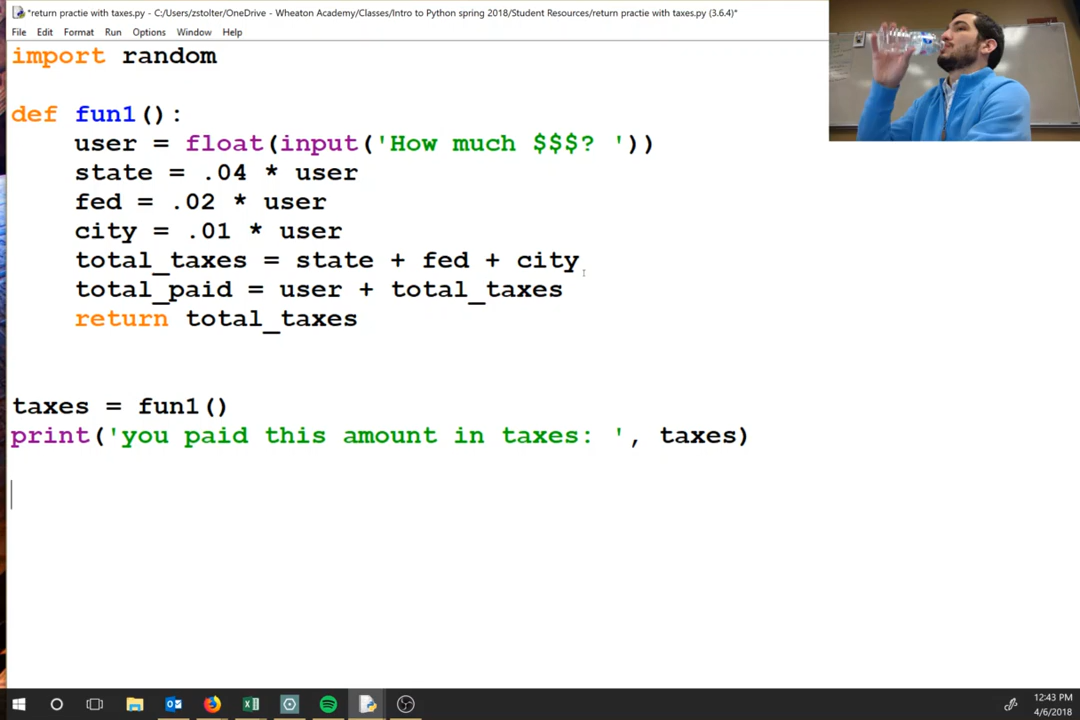 *return practie with taxes.py - C:/Users/zstolter/OneDrive - Wheaton Academy/Classes/Intro to Python spring 2018/Student Resources/return practie with taxes.py (3.6.4)*
File Edit Format Run Options Window Help
import random
def fun1():
    user = float(input('How much $$$? '))
    state = .04 * user
    fed = .02 * user
    city = .01 * user
    total_taxes = state + fed + city
    total_paid = user + total_taxes
    return total_taxes
taxes = fun1()
print('you paid this amount in taxes: ', taxes)
12:43 PM
4/6/2018